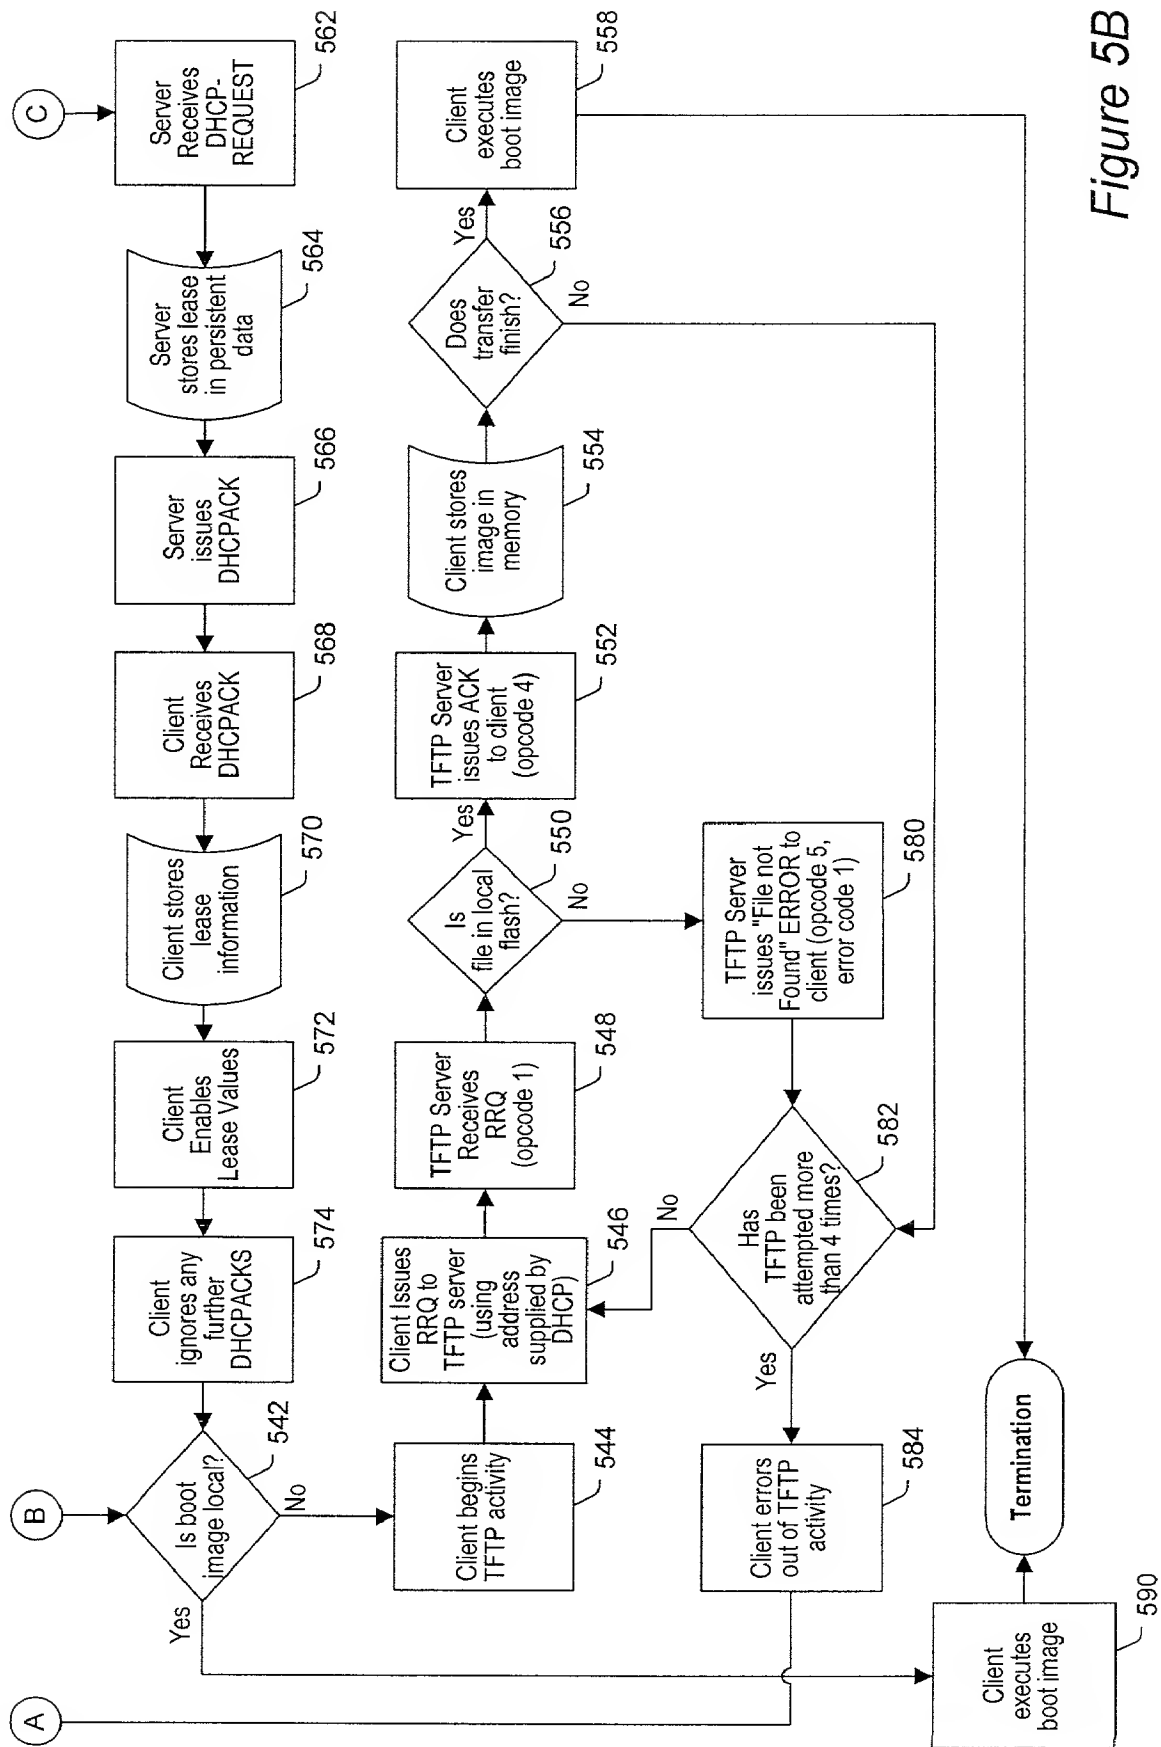 C
Server
Receives
DHCP-
REQUEST
562
Server
stores lease
in persistent
data
564
Server
issues
DHCPACK
566
Client
Receives
DHCPACK
568
Client stores
lease
information
570
Client
Enables
Lease Values
572
Client
ignores any
further
DHCPACKS
574
B
Is boot
image local?
542
Yes
No
A
Client begins
TFTP activity
544
Client Issues
RRQ to
TFTP server
(using
address
supplied by
DHCP)
546
TFTP Server
Receives
RRQ
(opcode 1)
548
Is
file in local
flash?
550
Yes
No
TFTP Server
issues ACK
to client
(opcode 4)
552
Client stores
image in
memory
554
Does
transfer
finish?
556
Yes
No
Client
executes
boot image
558
TFTP Server
issues "File not
Found" ERROR to
client (opcode 5,
error code 1)
580
Has
TFTP been
attempted more
than 4 times?
582
No
Yes
Client errors
out of TFTP
activity
584
Client
executes
boot image
590
Termination
Figure 5B